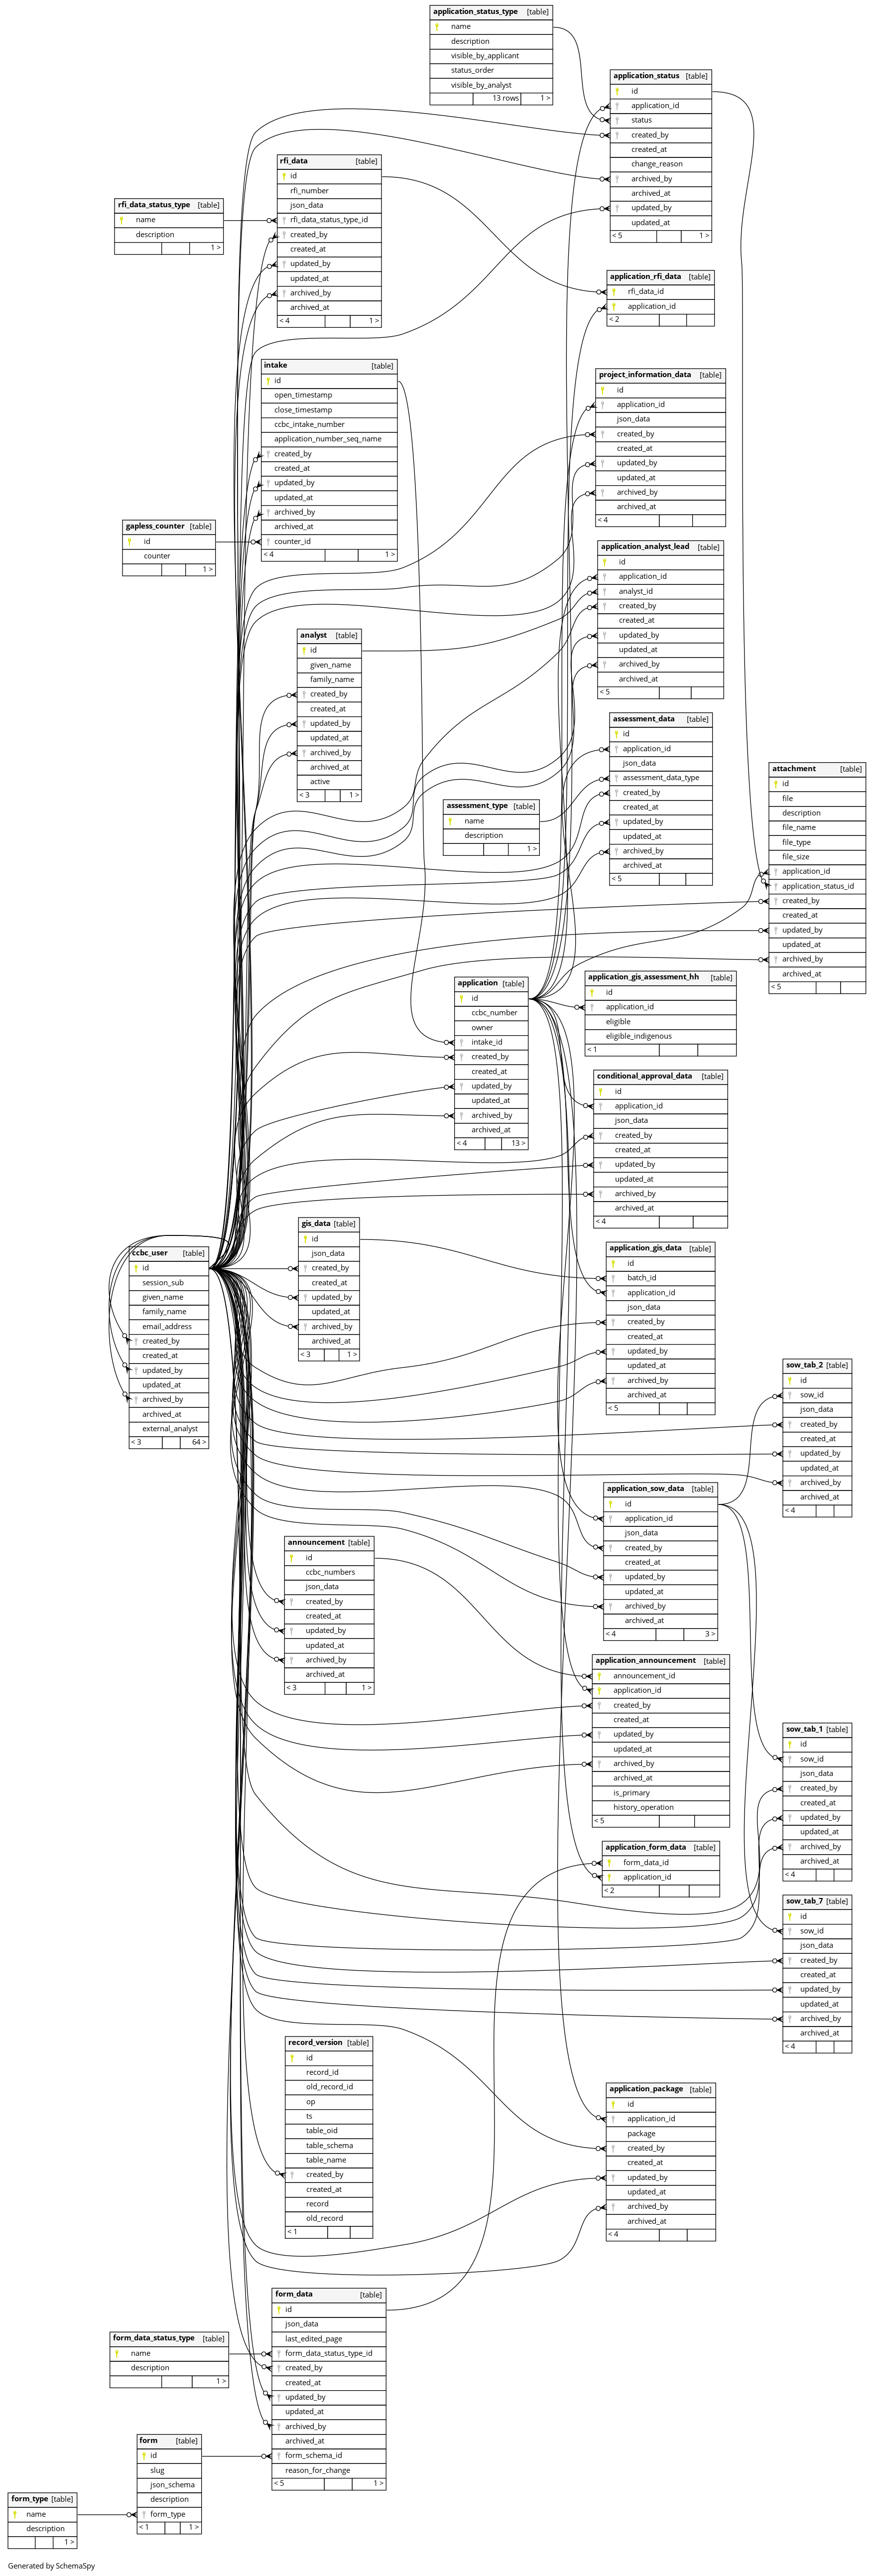 application_status_type [table]
name
description
visible_by_applicant
status_order
visible_by_analyst
13 rows 1 >
application_status [table]
id
application_id
status
created_by
created_at
change_reason
archived_by
archived_at
updated_by
updated_at
< 5 1 >
rfi_data [table]
id
rfi_number
json_data
rfi_data_status_type_id
created_by
created_at
updated_by
updated_at
archived_by
archived_at
< 4 1 >
rfi_data_status_type [table]
name
description
1 >
application_rfi_data [table]
rfi_data_id
application_id
< 2
intake [table]
id
open_timestamp
close_timestamp
ccbc_intake_number
application_number_seq_name
created_by
created_at
updated_by
updated_at
archived_by
archived_at
counter_id
< 4 1 >
project_information_data [table]
id
application_id
json_data
created_by
created_at
updated_by
updated_at
archived_by
archived_at
< 4
gapless_counter [table]
id
counter
1 >
application_analyst_lead [table]
id
application_id
analyst_id
created_by
created_at
updated_by
updated_at
archived_by
archived_at
< 5
analyst [table]
id
given_name
family_name
created_by
created_at
updated_by
updated_at
archived_by
archived_at
active
< 3 1 >
assessment_data [table]
id
application_id
json_data
assessment_data_type
created_by
created_at
updated_by
updated_at
archived_by
archived_at
< 5
assessment_type [table]
name
description
1 >
attachment [table]
id
file
description
file_name
file_type
file_size
application_id
application_status_id
created_by
created_at
updated_by
updated_at
archived_by
archived_at
< 5
application [table]
id
ccbc_number
owner
intake_id
created_by
created_at
updated_by
updated_at
archived_by
archived_at
< 4 13 >
application_gis_assessment_hh [table]
id
application_id
eligible
eligible_indigenous
< 1
conditional_approval_data [table]
id
application_id
json_data
created_by
created_at
updated_by
updated_at
archived_by
archived_at
< 4
gis_data [table]
id
json_data
created_by
created_at
updated_by
updated_at
archived_by
archived_at
< 3 1 >
ccbc_user [table]
id
session_sub
given_name
family_name
email_address
created_by
created_at
updated_by
updated_at
archived_by
archived_at
external_analyst
< 3 64 >
application_gis_data [table]
id
batch_id
application_id
json_data
created_by
created_at
updated_by
updated_at
archived_by
archived_at
< 5
sow_tab_2 [table]
id
sow_id
json_data
created_by
created_at
updated_by
updated_at
archived_by
archived_at
< 4
application_sow_data [table]
id
application_id
json_data
created_by
created_at
updated_by
updated_at
archived_by
archived_at
< 4 3 >
announcement [table]
id
ccbc_numbers
json_data
created_by
created_at
updated_by
updated_at
archived_by
archived_at
< 3 1 >
application_announcement [table]
announcement_id
application_id
created_by
created_at
updated_by
updated_at
archived_by
archived_at
is_primary
history_operation
< 5
sow_tab_1 [table]
id
sow_id
json_data
created_by
created_at
updated_by
updated_at
archived_by
archived_at
< 4
application_form_data [table]
form_data_id
application_id
< 2
sow_tab_7 [table]
id
sow_id
json_data
created_by
created_at
updated_by
updated_at
archived_by
archived_at
< 4
record_version [table]
id
record_id
old_record_id
op
ts
table_oid
table_schema
table_name
created_by
created_at
record
old_record
< 1
application_package [table]
id
application_id
package
created_by
created_at
updated_by
updated_at
archived_by
archived_at
< 4
form_data [table]
id
json_data
last_edited_page
form_data_status_type_id
created_by
created_at
updated_by
updated_at
archived_by
archived_at
form_schema_id
reason_for_change
< 5 1 >
form_data_status_type [table]
name
description
1 >
form [table]
id
slug
json_schema
description
form_type
< 1 1 >
form_type [table]
name
description
1 >
Generated by SchemaSpy